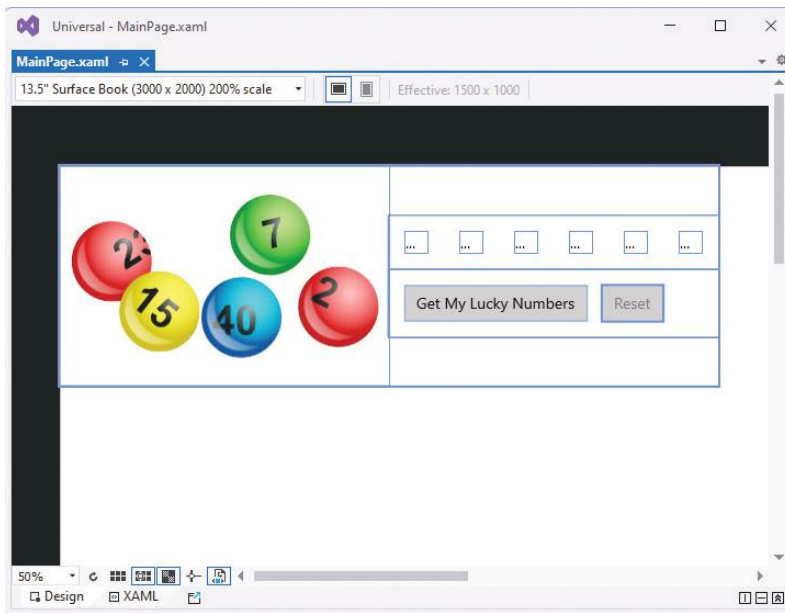 Universal - MainPage.xaml
MainPage.xaml
13.5" Surface Book (3000 x 2000) 200% scale
Effective: 1500 x 1000
23
7
15
40
2
... ... ... ... ... ...
Get My Lucky Numbers
Reset
50%
Design
XAML